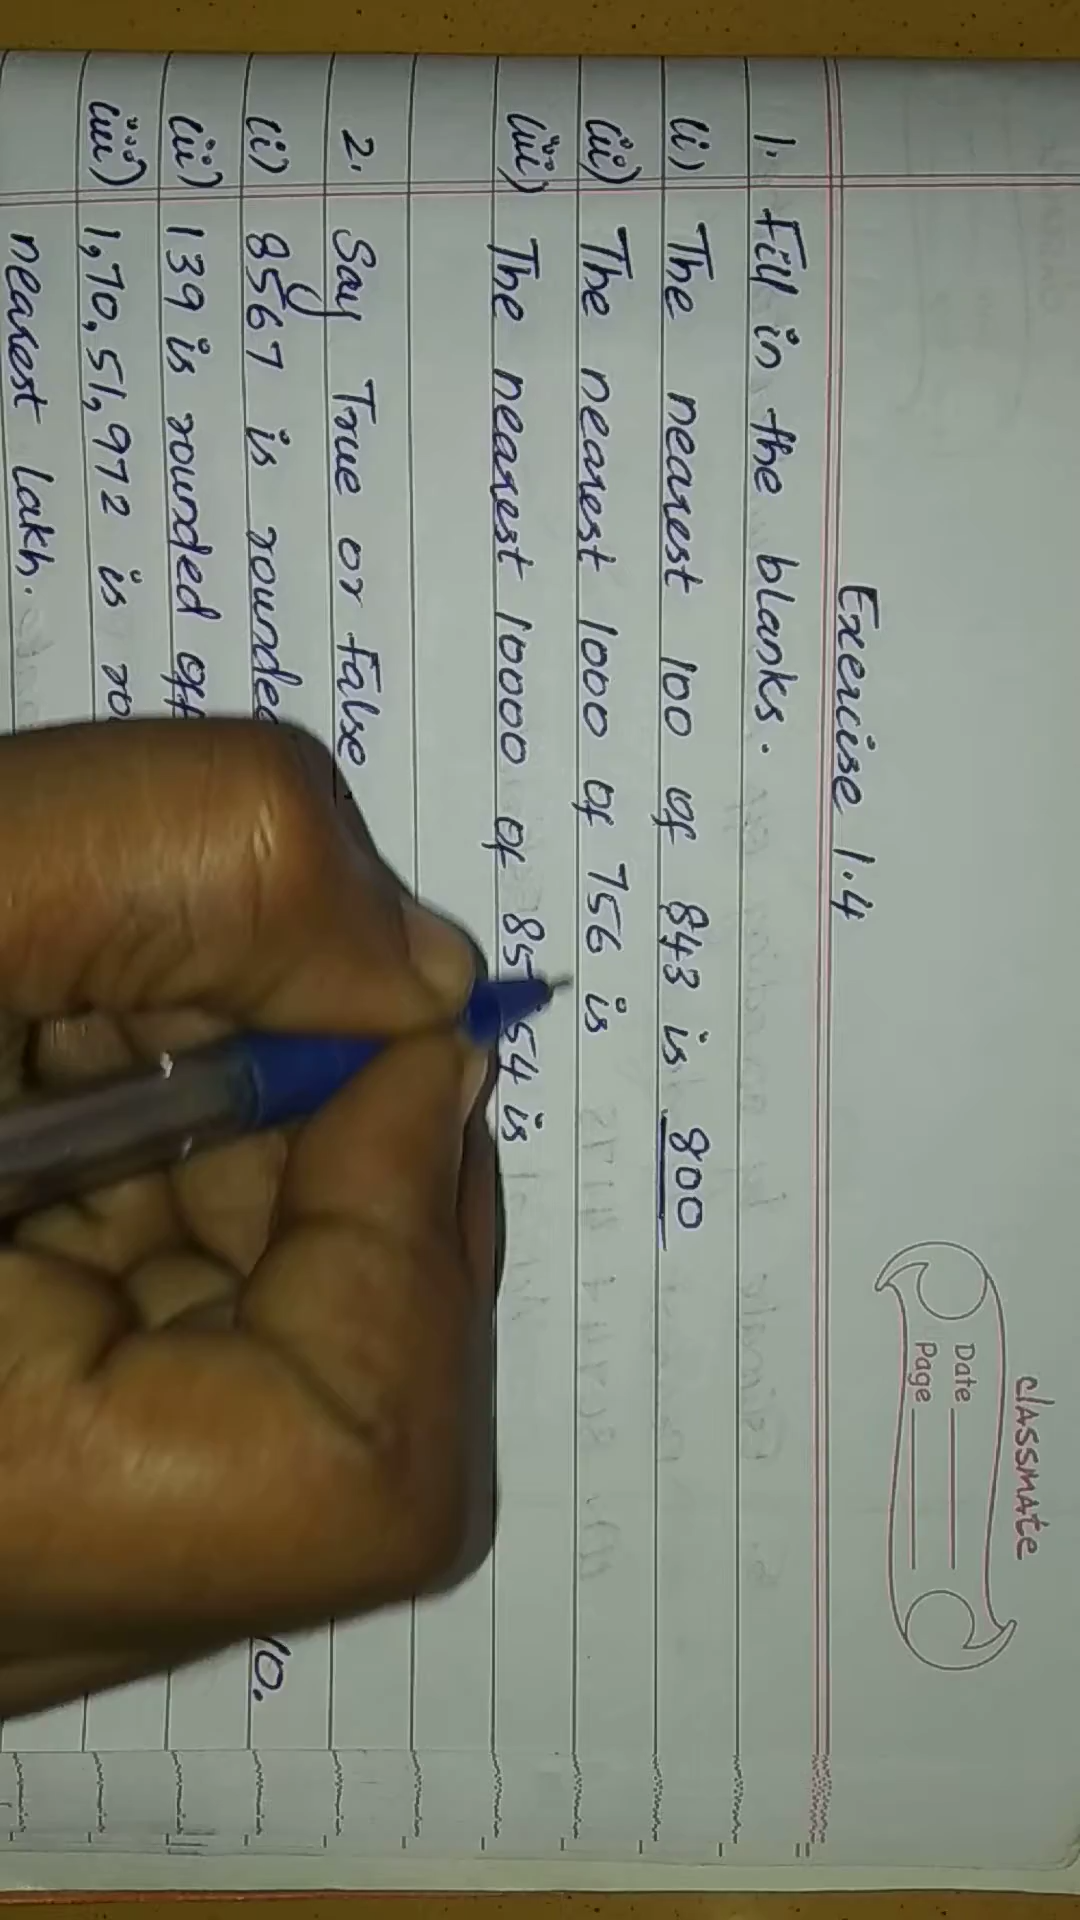 classmate
Date
Page
Exercise 1.4
1. Fill in the blanks.
(i) The nearest 100 of 843 is 800
(ii) The nearest 1000 of 756 is
(iii) The nearest 10000 of 85 54 is
2. Say True or False
(i) 8567 is rounded 10.
(ii) 139 is rounded off
(iii) 1,70,51,972 is
nearest lakh.